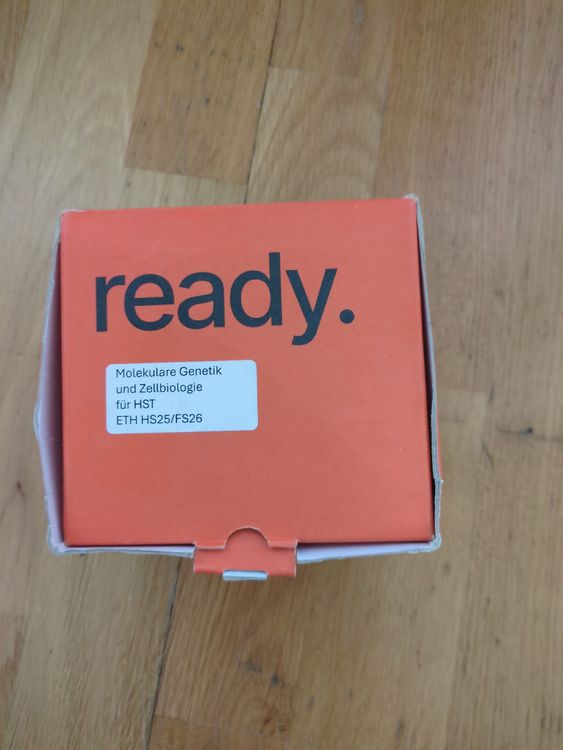 ready.
Molekulare Genetik
und Zellbiologie
für HST
ETH HS25/FS26